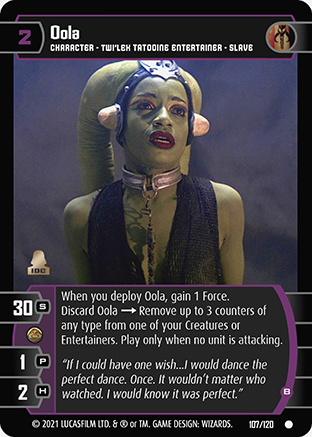 2 Oola
CHARACTER - TWI'LEK TATOOINE ENTERTAINER - SLAVE
IDC
30 S
1 P
2 H
When you deploy Oola, gain 1 Force.
Discard Oola → Remove up to 3 counters
of any type from one of your Creatures or
Entertainers. Play only when no unit is attacking.
“If I could have one wish...I would dance the
perfect dance. Once. It wouldn't matter who
watched. I would know it was perfect.”
B
© 2021 LUCASFILM LTD. & ® or TM. GAME DESIGN: WIZARDS. 107/120